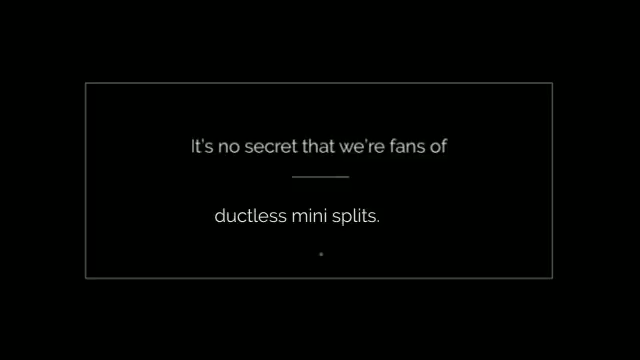 It's no secret that we're fans of
ductless mini splits.